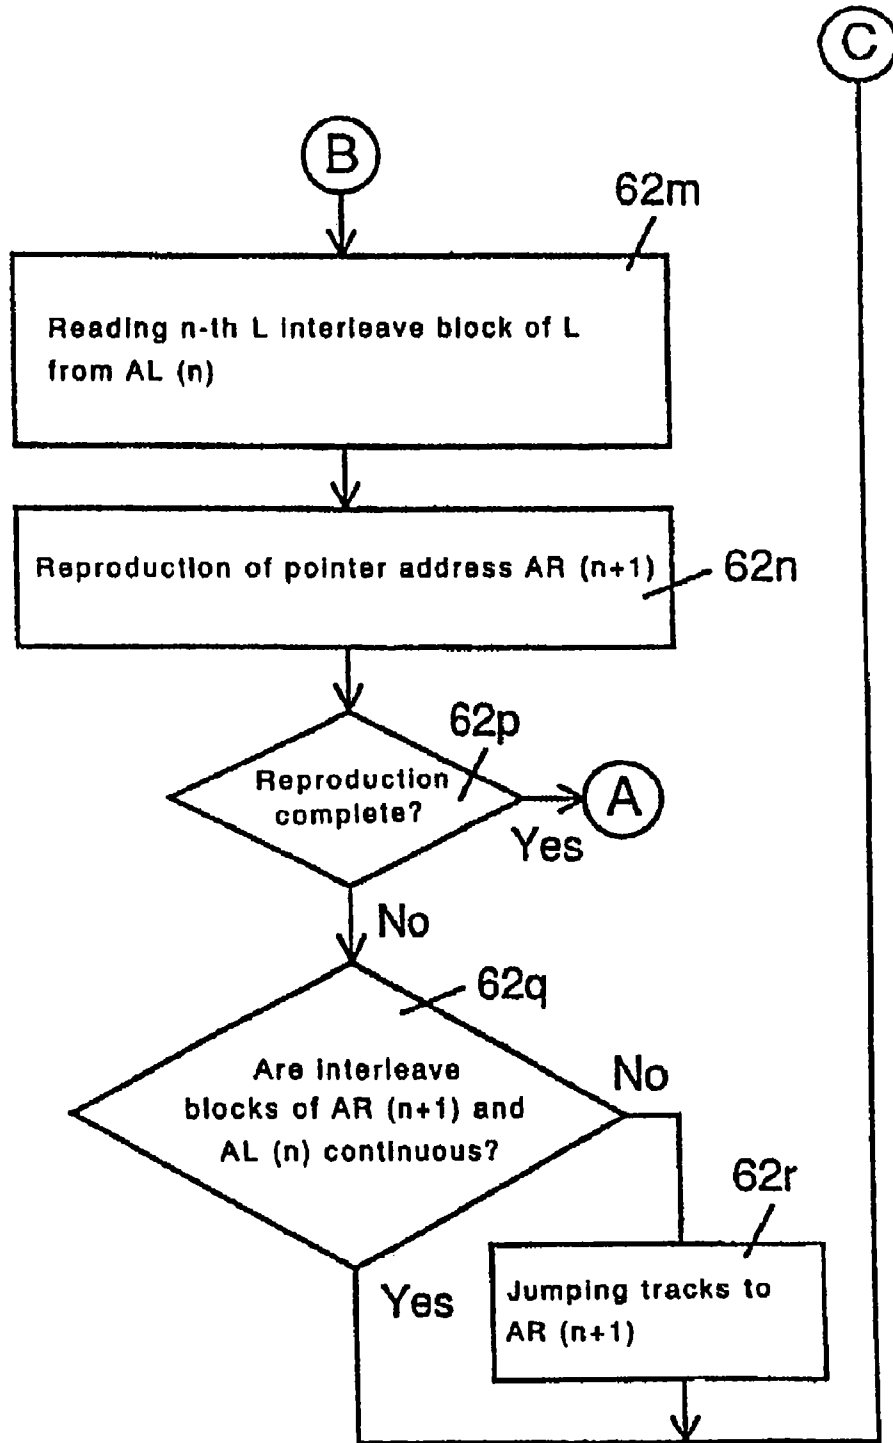 C
B
62m
Reading n-th L interleave block of L
from AL (n)
Reproduction of pointer address AR (n+1)
62n
62p
Reproduction
complete?
A
Yes
No
62q
Are interleave
blocks of AR (n+1) and
AL (n) continuous?
No
62r
Yes
Jumping tracks to
AR (n+1)